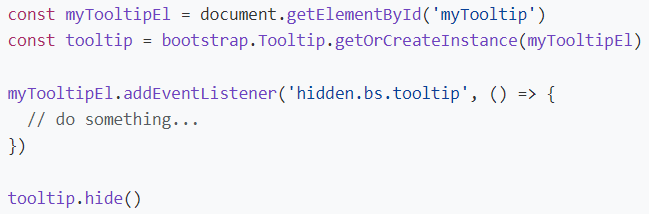 const myTooltipEl = document.getElementById('myTooltip')
const tooltip = bootstrap.Tooltip.getOrCreateInstance(myTooltipEl)
myTooltipEl.addEventListener('hidden.bs.tooltip', () => {
// do something...
})
tooltip.hide()